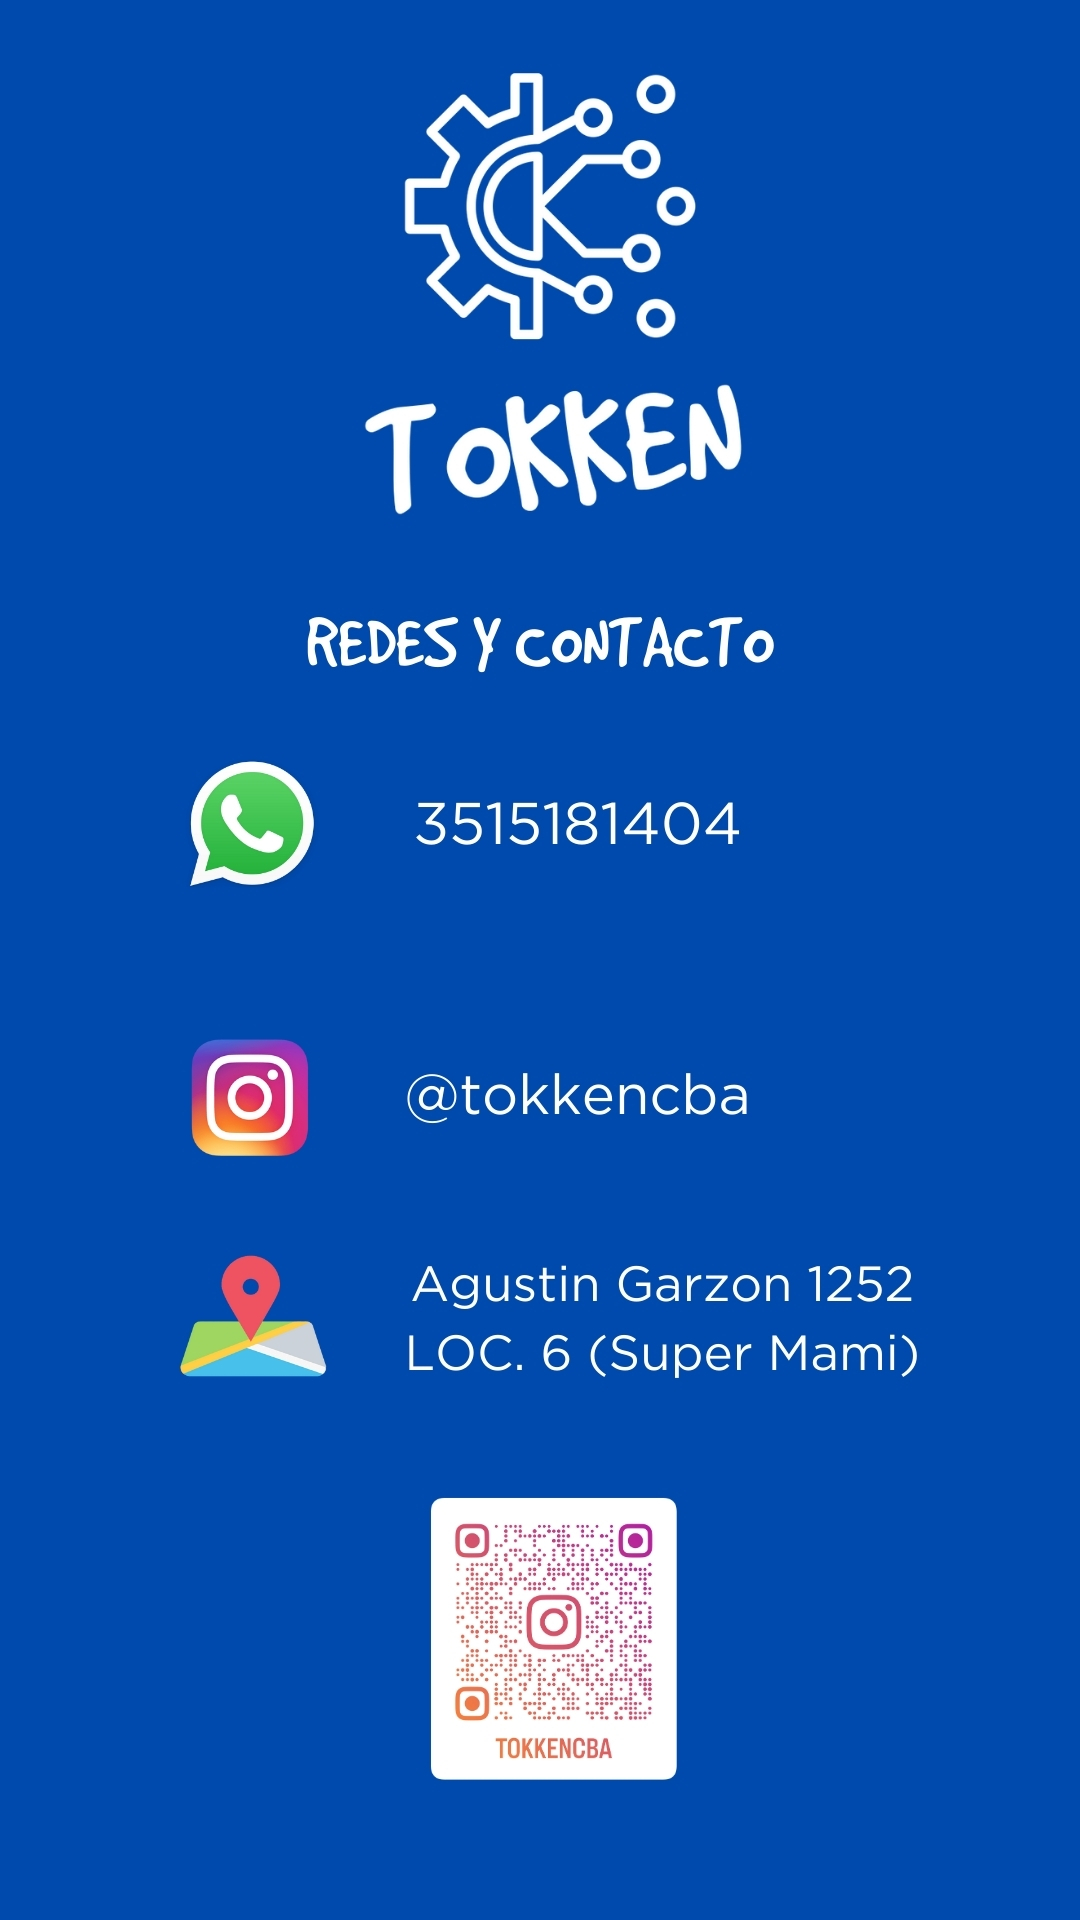 TOKKEN
REDES Y CONTACTO
3515181404
@tokkencba
Agustin Garzon 1252
LOC. 6 (Super Mami)
TOKKENCBA